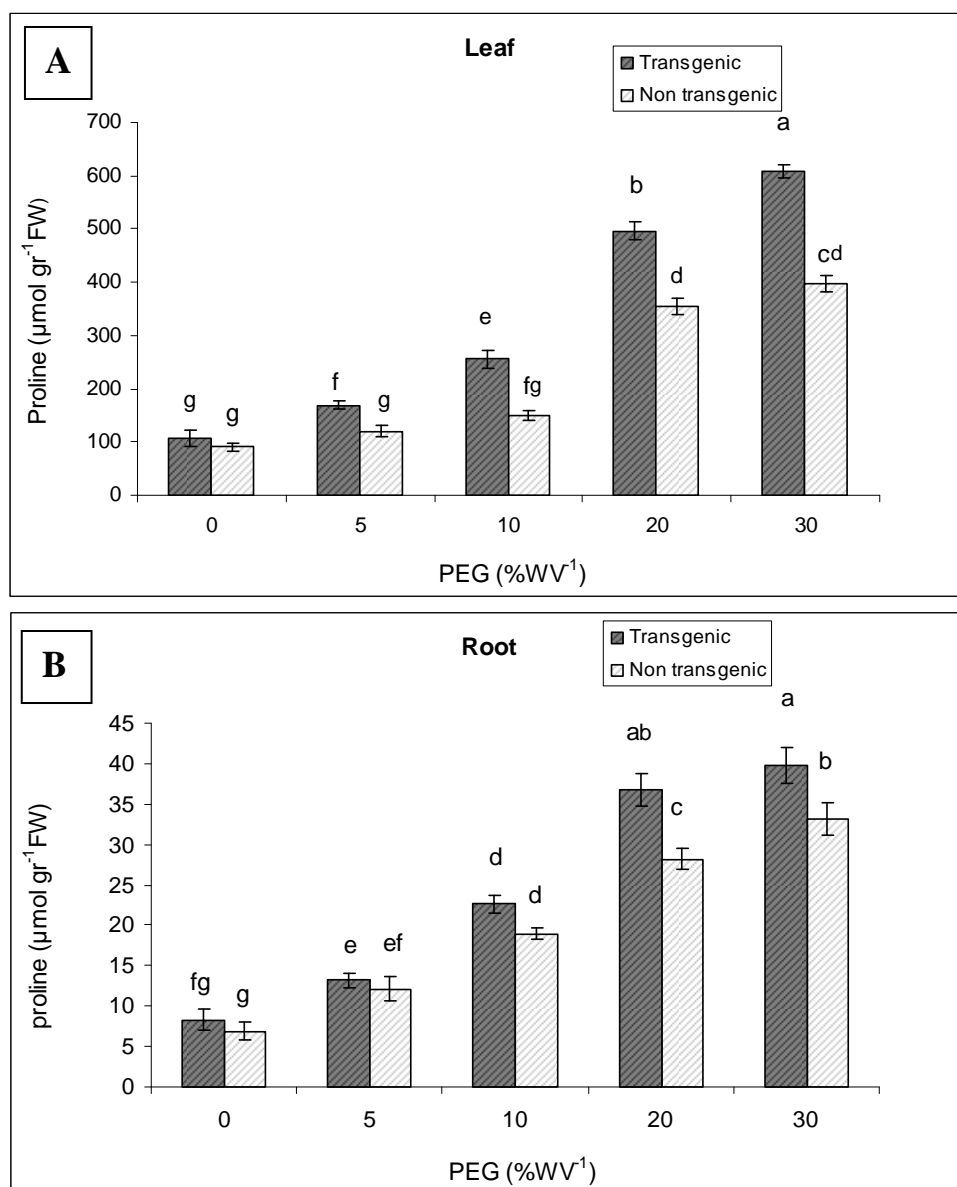 A
Leaf
Transgenic
Non transgenic
Proline (µmol gr⁻¹FW)
700
600
500
400
300
200
100
0
g g f g e fg b d a cd
0 5 10 20 30
PEG (%WV⁻¹)
B
Root
Transgenic
Non transgenic
proline (µmol gr⁻¹FW)
45
40
35
30
25
20
15
10
5
0
fg g e ef d d ab c a b
0 5 10 20 30
PEG (%WV⁻¹)